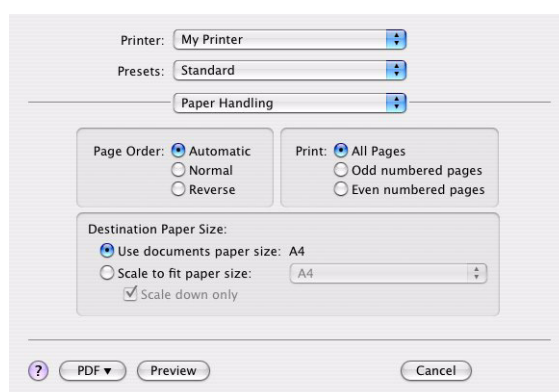 Printer: My Printer
Presets: Standard
Paper Handling
Page Order: Automatic
Normal
Reverse
Print: All Pages
Odd numbered pages
Even numbered pages
Destination Paper Size:
Use documents paper size: A4
Scale to fit paper size: A4
Scale down only
? PDF ▼ Preview Cancel